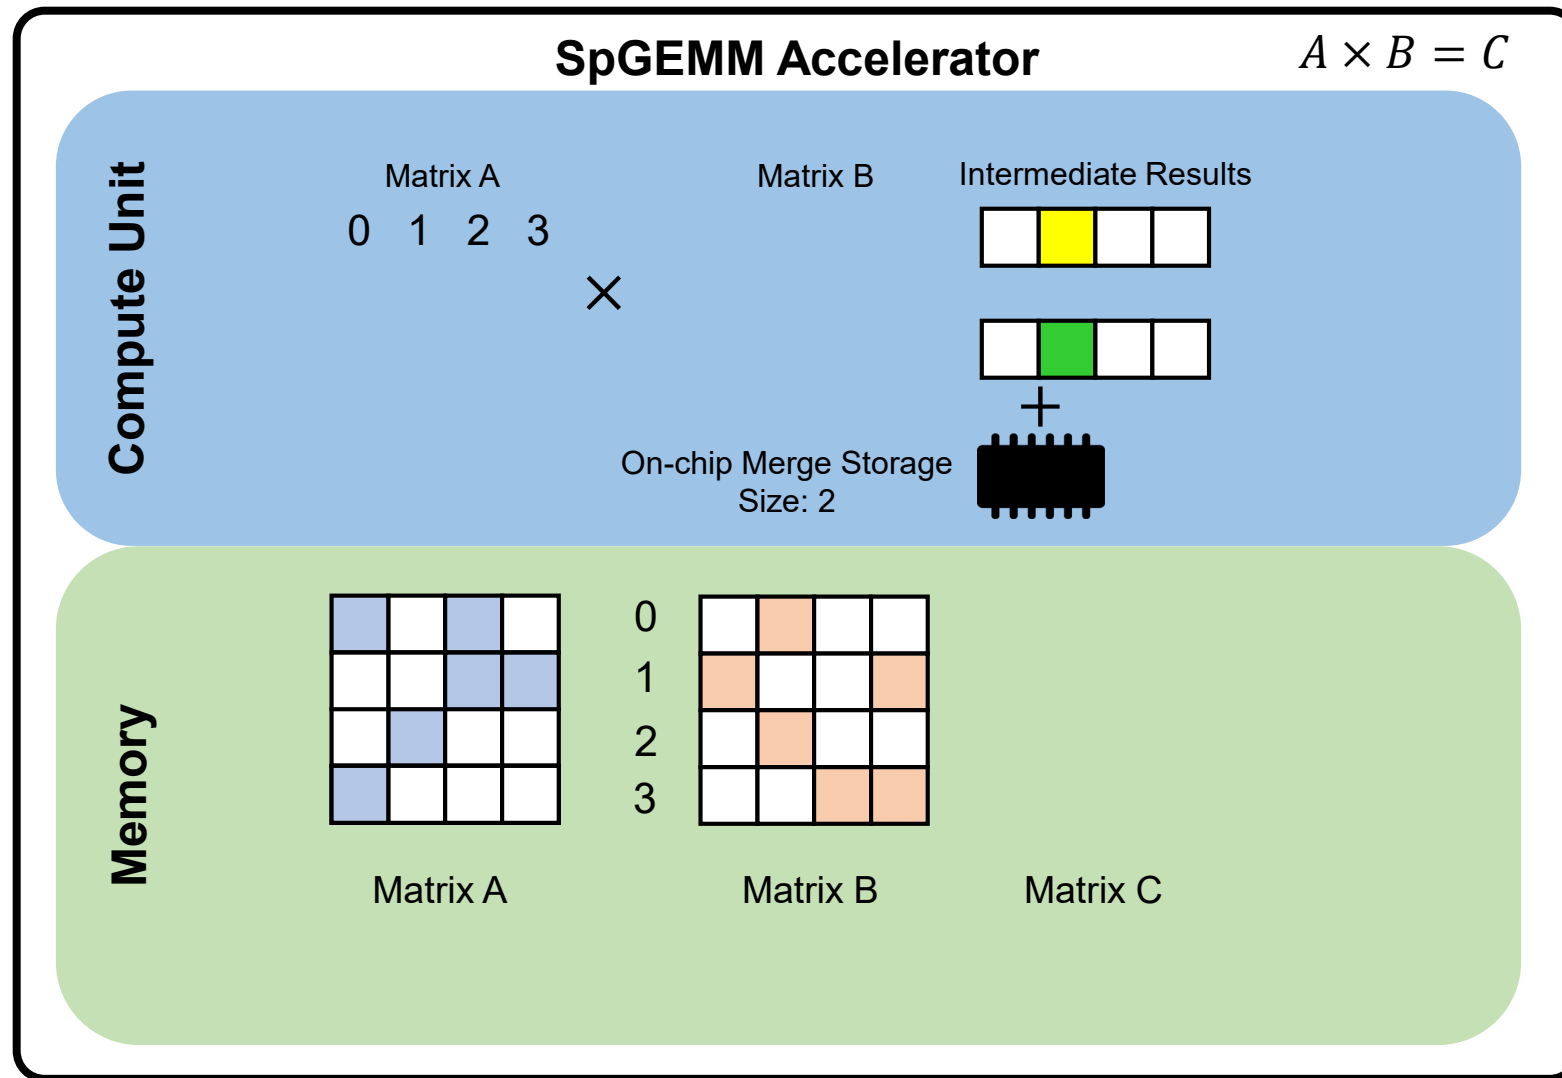 SpGEMM Accelerator
A × B = C
Compute Unit
Matrix A
Matrix B
Intermediate Results
0 1 2 3
×
+
On-chip Merge Storage
Size: 2
Memory
0
1
2
3
Matrix A
Matrix B
Matrix C